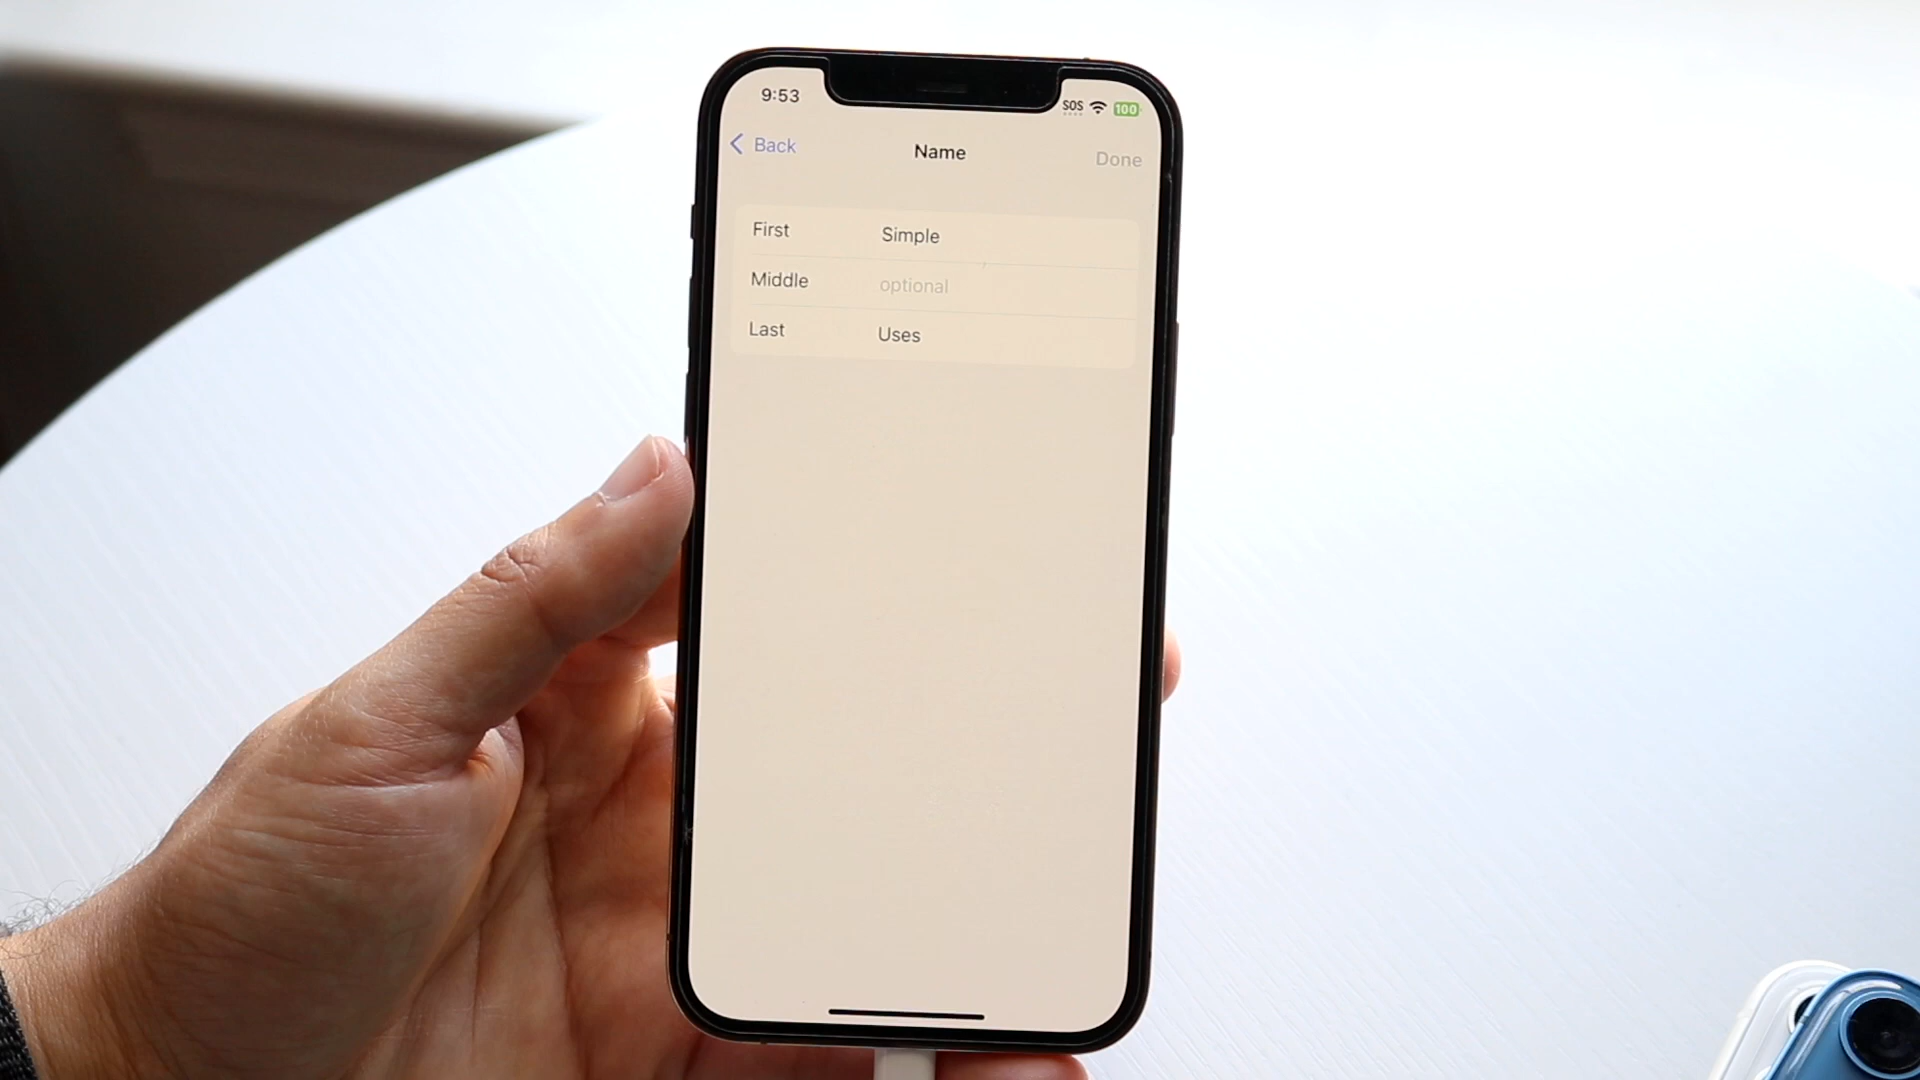 9:53
SOS 100
Back Name Done
First Simple
Middle optional
Last Uses